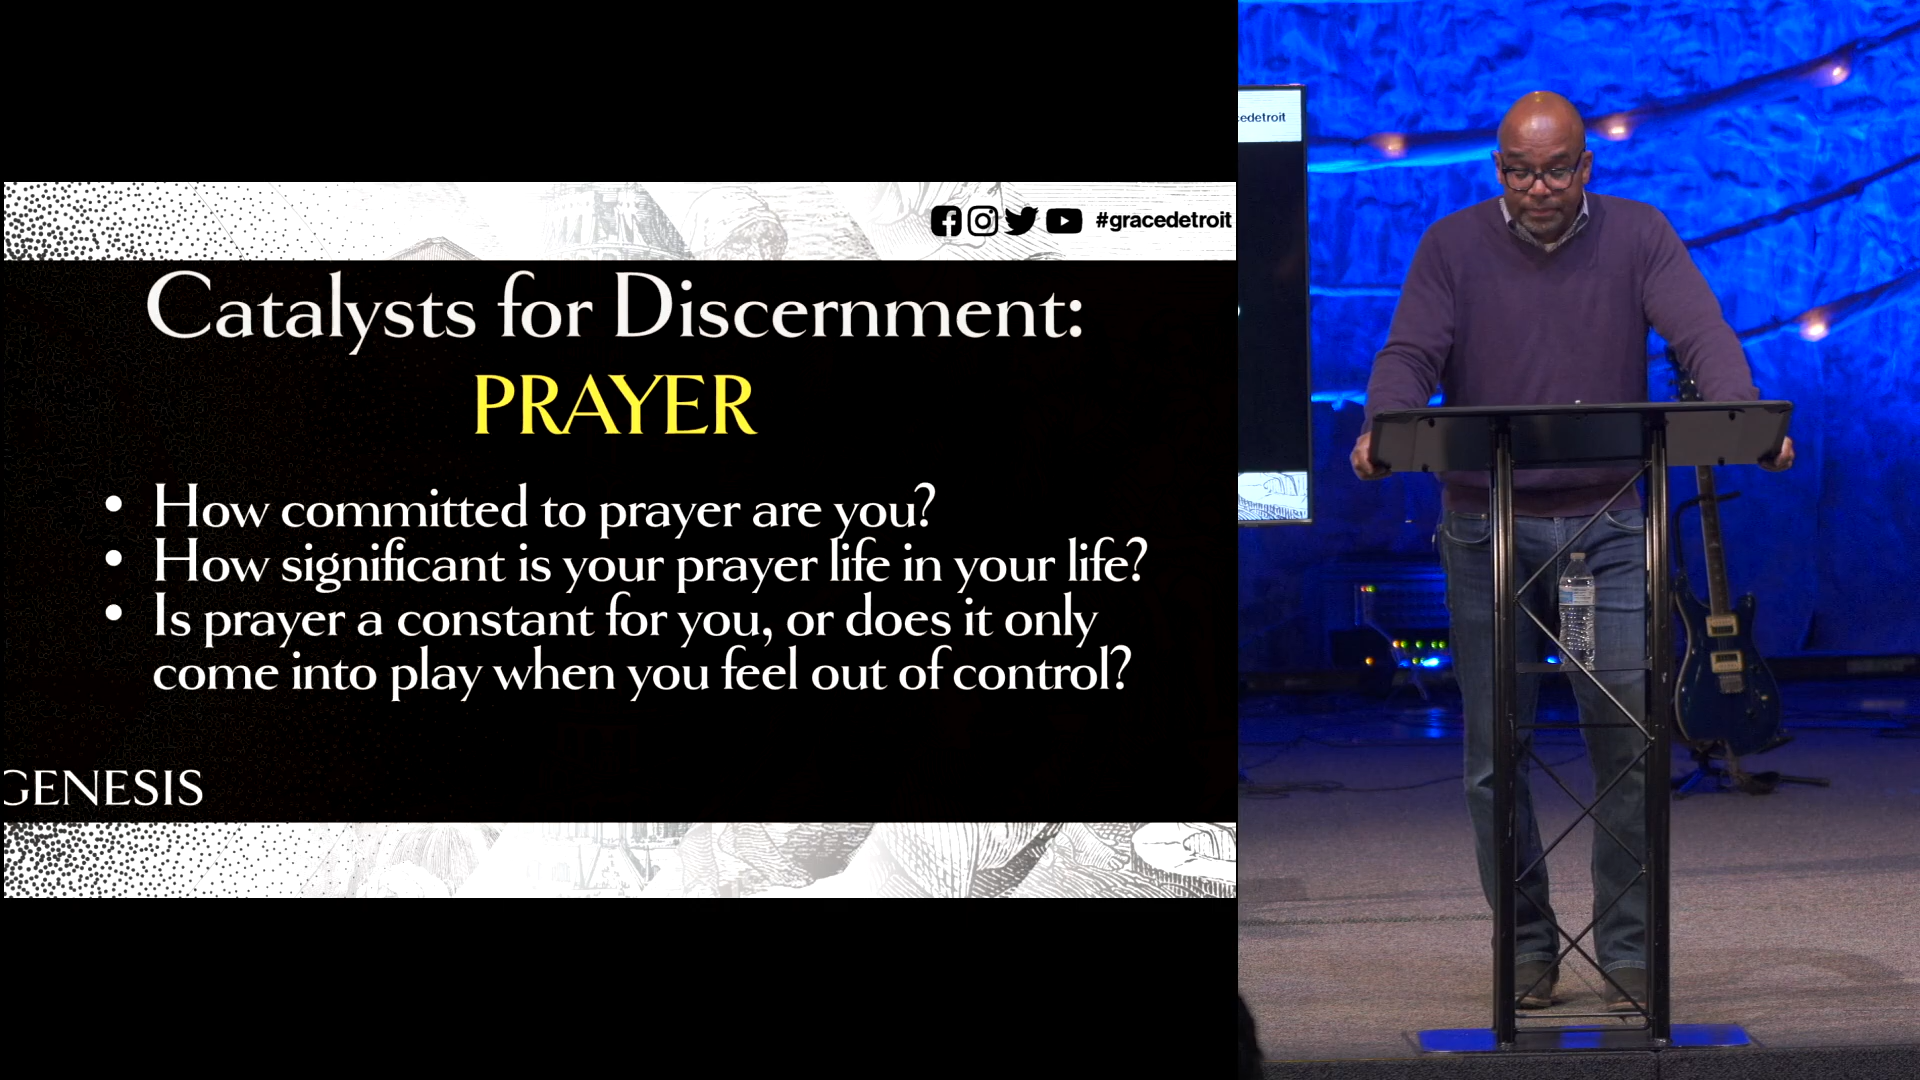 #gracedetroit
Catalysts for Discernment:
PRAYER
• How committed to prayer are you?
• How significant is your prayer life in your life?
• Is prayer a constant for you, or does it only
come into play when you feel out of control?
GENESIS
cedetroit